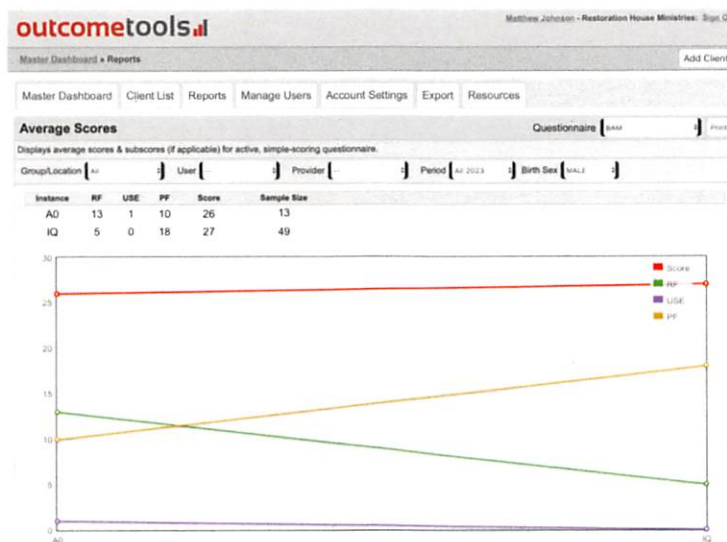 outcometools
Matthew Johnson - Restoration House Ministries: Sign O
Master Dashboard » Reports
Add Client
Master Dashboard Client List Reports Manage Users Account Settings Export Resources
Average Scores
Questionnaire BAM Print
Displays average scores & subscores (if applicable) for active, simple-scoring questionnaire.
Group/Location All User --- Provider --- Period All 2023 Birth Sex MALE
Instance RF USE PF Score Sample Size
A0 13 1 10 26 13
IQ 5 0 18 27 49
30
Score
RF
USE
PF
25
20
15
10
5
0
A0 IQ